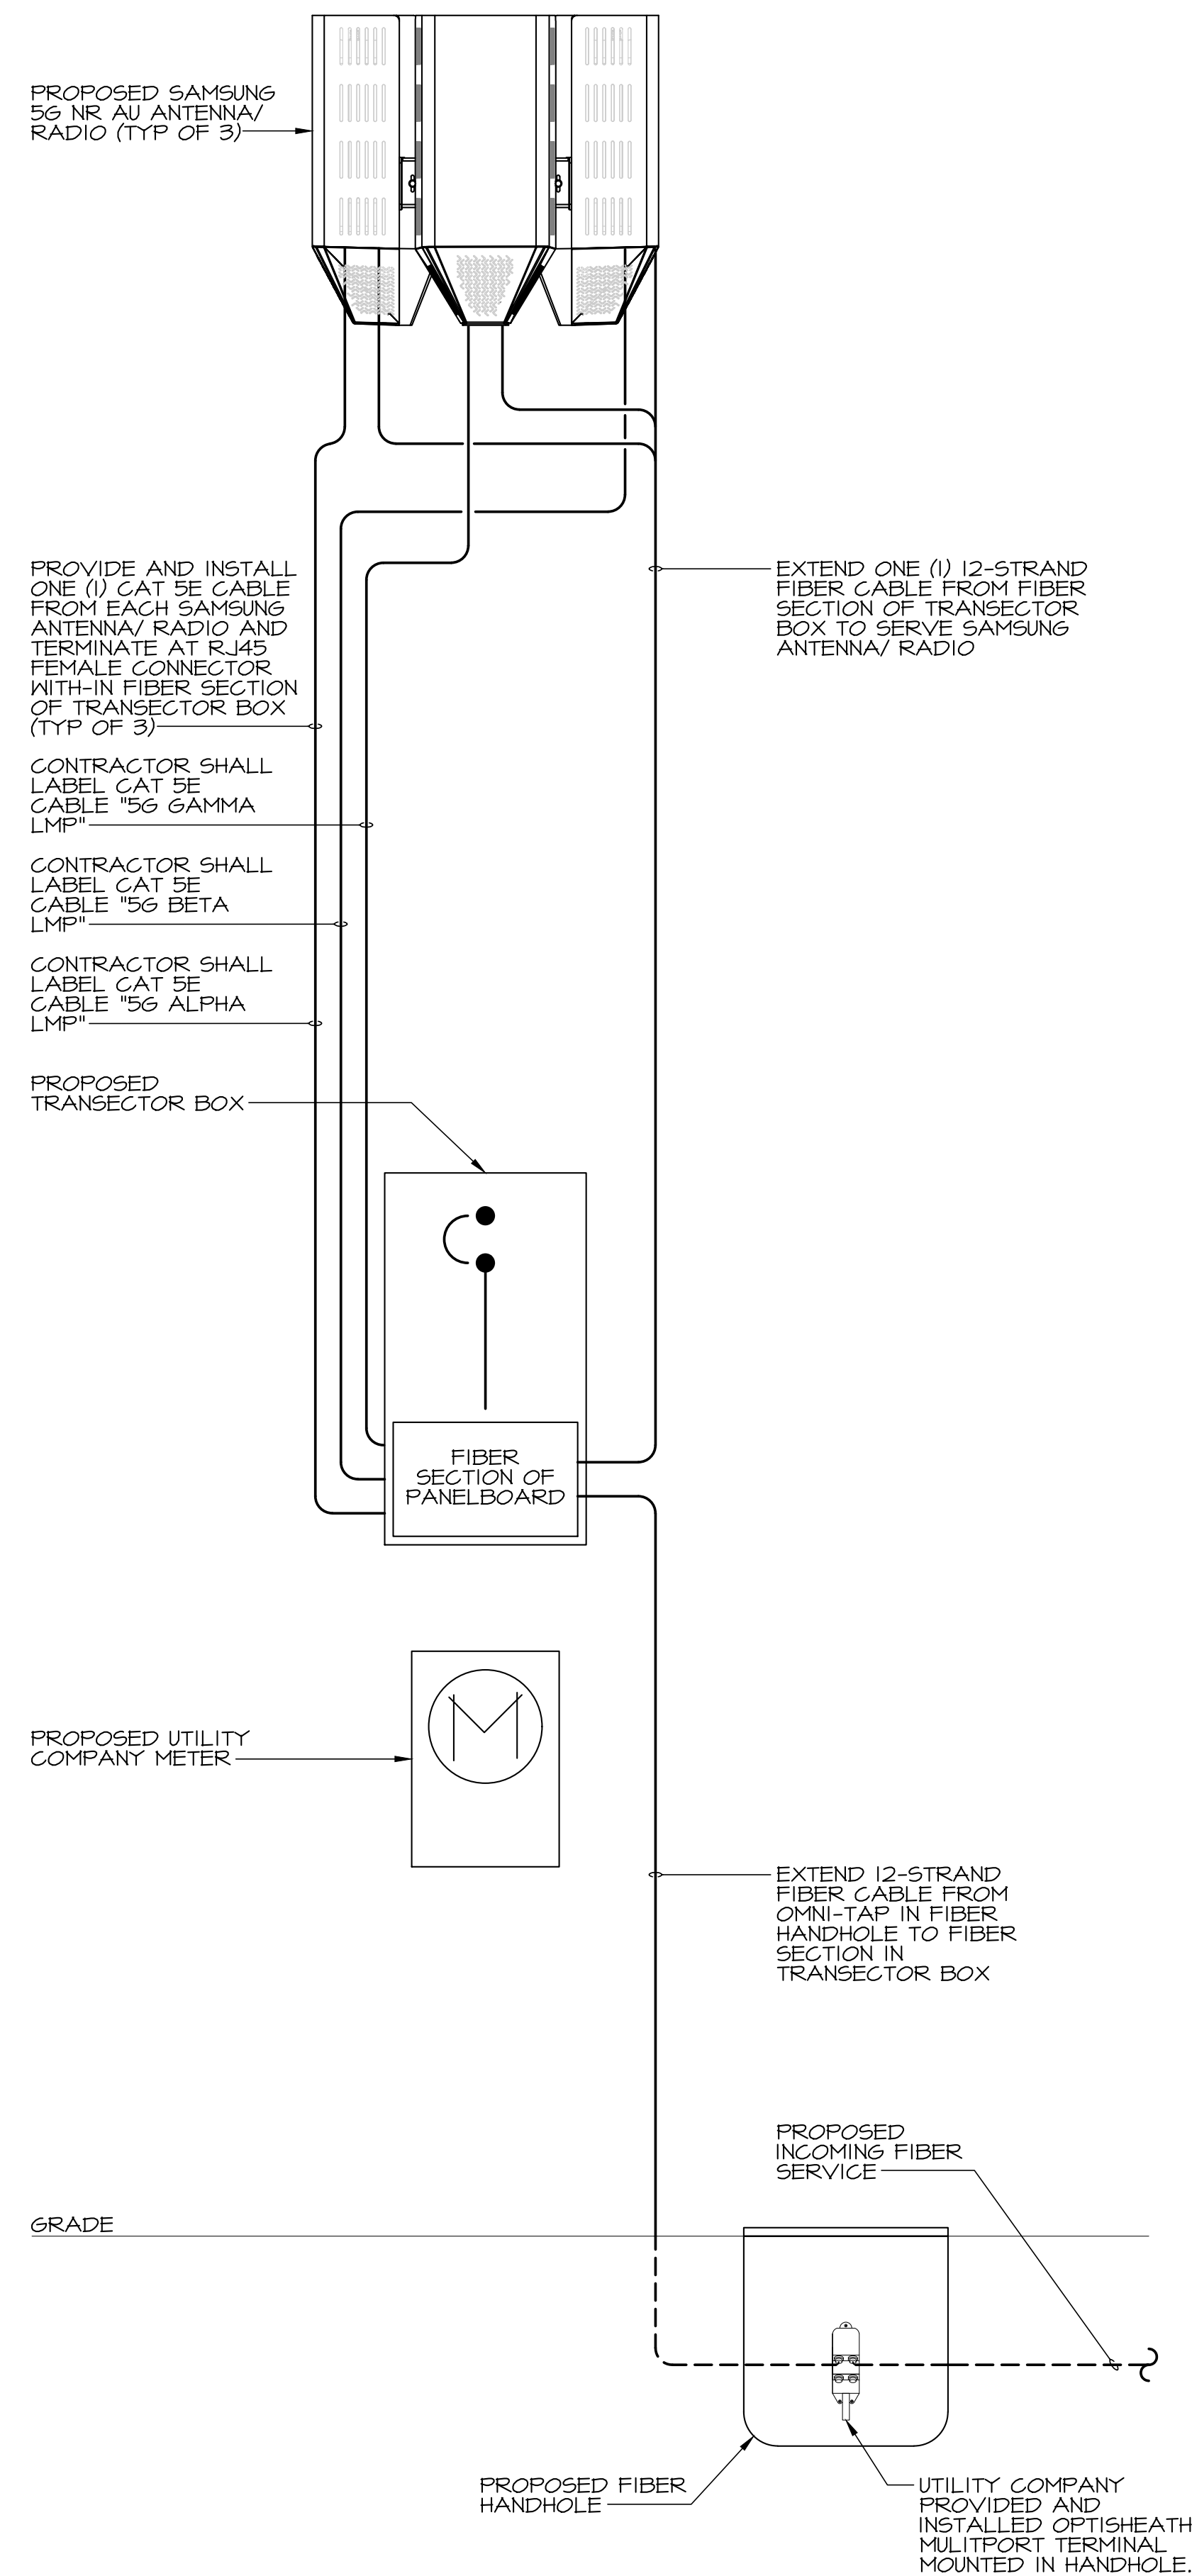 PROPOSED SAMSUNG
5G NR AU ANTENNA/
RADIO (TYP OF 3)
PROVIDE AND INSTALL
ONE (1) CAT 5E CABLE
FROM EACH SAMSUNG
ANTENNA/ RADIO AND
TERMINATE AT RJ45
FEMALE CONNECTOR
WITH-IN FIBER SECTION
OF TRANSECTOR BOX
(TYP OF 3)
EXTEND ONE (1) 12-STRAND
FIBER CABLE FROM FIBER
SECTION OF TRANSECTOR
BOX TO SERVE SAMSUNG
ANTENNA/ RADIO
CONTRACTOR SHALL
LABEL CAT 5E
CABLE "5G GAMMA
LMP"
CONTRACTOR SHALL
LABEL CAT 5E
CABLE "5G BETA
LMP"
CONTRACTOR SHALL
LABEL CAT 5E
CABLE "5G ALPHA
LMP"
PROPOSED
TRANSECTOR BOX
FIBER
SECTION OF
PANELBOARD
M
PROPOSED UTILITY
COMPANY METER
EXTEND 12-STRAND
FIBER CABLE FROM
OMNI-TAP IN FIBER
HANDHOLE TO FIBER
SECTION IN
TRANSECTOR BOX
PROPOSED
INCOMING FIBER
SERVICE
GRADE
PROPOSED FIBER
HANDHOLE
UTILITY COMPANY
PROVIDED AND
INSTALLED OPTISHEATH
MULITPORT TERMINAL
MOUNTED IN HANDHOLE.